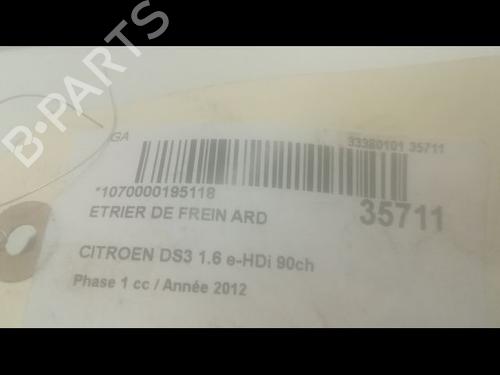 B-PARTS
GA
33380101 35711
*1070000195118
ETRIER DE FREIN ARD
35711
CITROEN DS3 1.6 e-HDi 90ch
Phase 1 cc / Année 2012